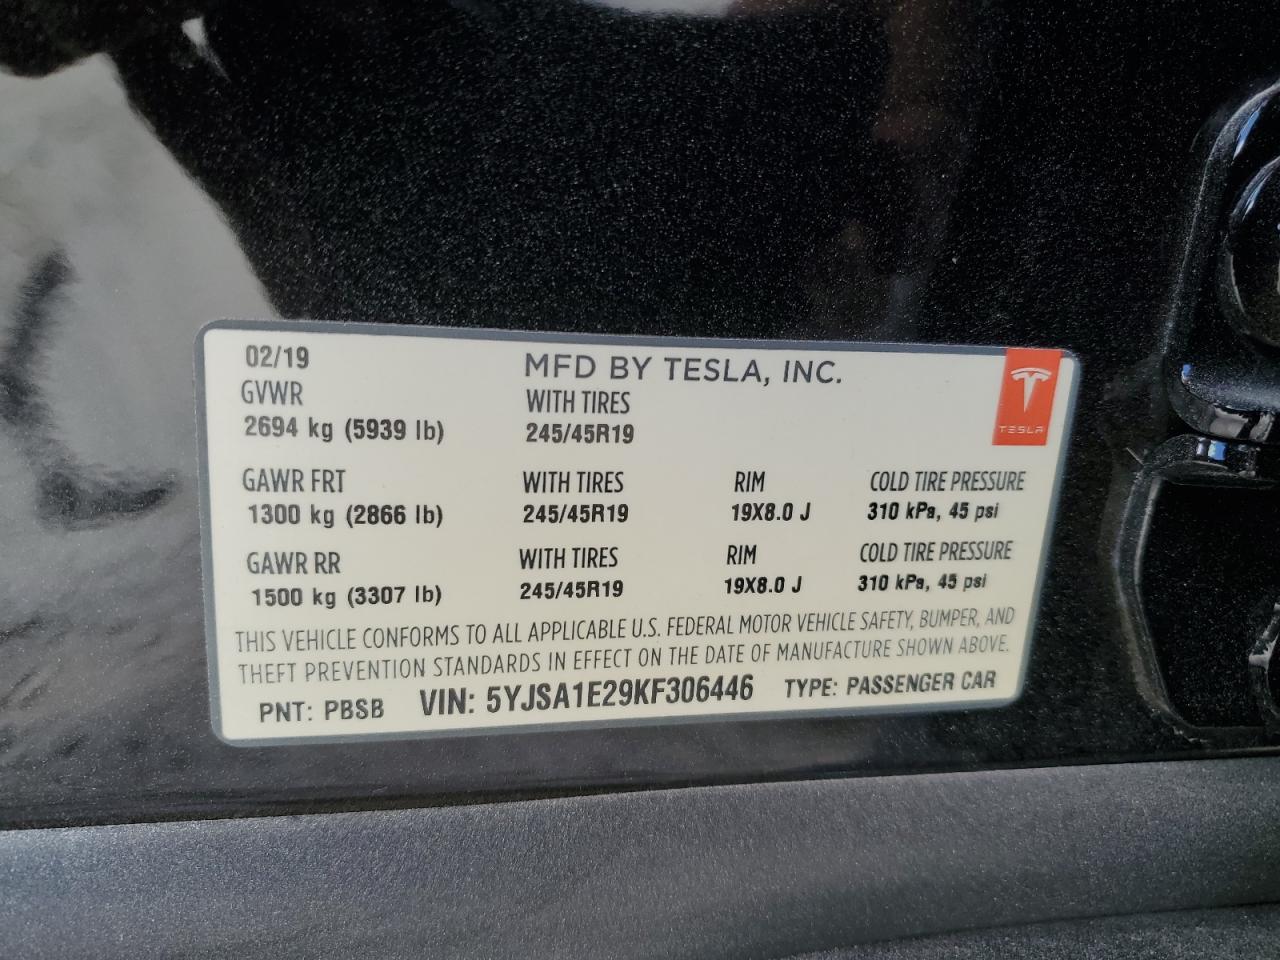 02/19 MFD BY TESLA, INC.
GVWR WITH TIRES
2694 kg (5939 lb) 245/45R19
TESLA
GAWR FRT WITH TIRES RIM COLD TIRE PRESSURE
1300 kg (2866 lb) 245/45R19 19X8.0 J 310 kPa, 45 psi
GAWR RR WITH TIRES RIM COLD TIRE PRESSURE
1500 kg (3307 lb) 245/45R19 19X8.0 J 310 kPa, 45 psi
THIS VEHICLE CONFORMS TO ALL APPLICABLE U.S. FEDERAL MOTOR VEHICLE SAFETY, BUMPER, AND
THEFT PREVENTION STANDARDS IN EFFECT ON THE DATE OF MANUFACTURE SHOWN ABOVE.
PNT: PBSB VIN: 5YJSA1E29KF306446 TYPE: PASSENGER CAR